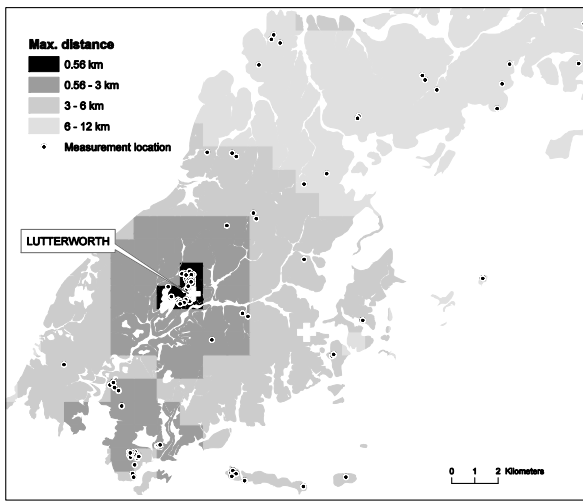 Max. distance
0.56 km
0.56 - 3 km
3 - 6 km
6 - 12 km
Measurement location
LUTTERWORTH
0 1 2 Kilometers